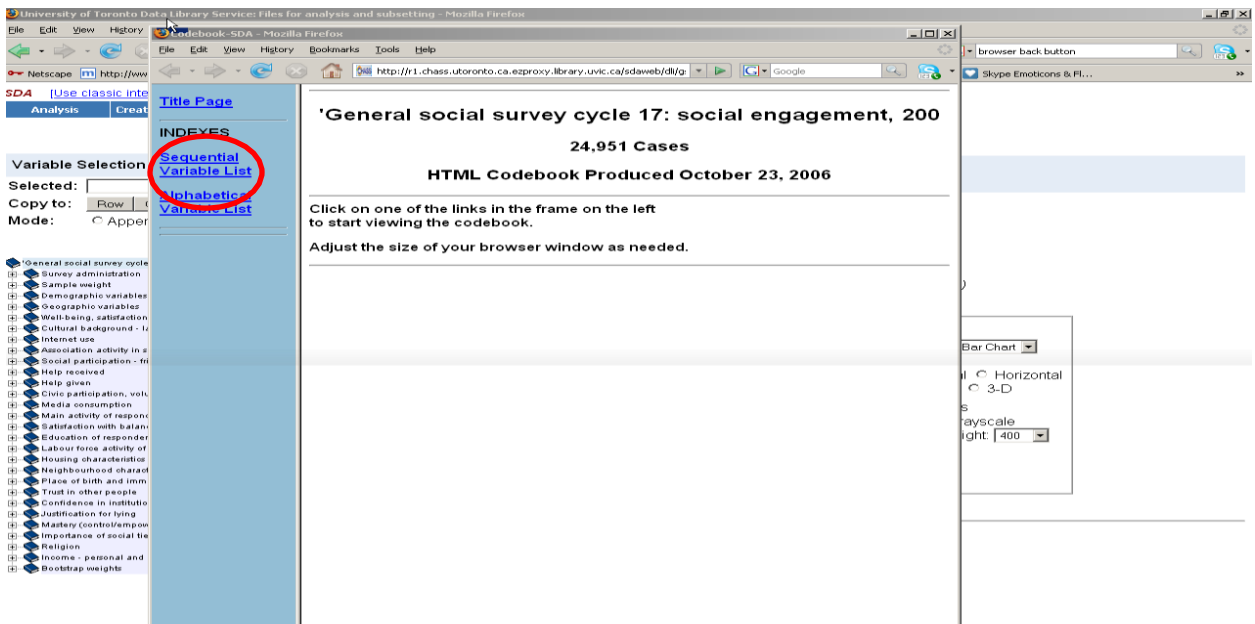 University of Toronto Data Library Service: Files for analysis and subsetting - Mozilla Firefox
File Edit View History
Netscape http://www
SDA [Use classic inte
Analysis Creat
Variable Selection
Selected:
Copy to: Row
Mode: Appen
'General social survey cycle
Survey administration
Sample weight
Demographic variables
Geographic variables
Well-being, satisfaction
Cultural background - la
Internet use
Association activity in s
Social participation - fri
Help received
Help given
Civic participation, volu
Media consumption
Main activity of respond
Satisfaction with balanc
Education of responden
Labour force activity of
Housing characteristics
Neighbourhood charact
Place of birth and imm
Trust in other people
Confidence in institutio
Justification for lying
Mastery (control/empow
Importance of social tie
Religion
Income - personal and
Bootstrap weights
Codebook-SDA - Mozilla Firefox
File Edit View History Bookmarks Tools Help
http://r1.chass.utoronto.ca.ezproxy.library.uvic.ca/sdaweb/dli/g
Google
Title Page
INDEXES
Sequential
Variable List
Alphabetical
Variable List
'General social survey cycle 17: social engagement, 200
24,951 Cases
HTML Codebook Produced October 23, 2006
Click on one of the links in the frame on the left
to start viewing the codebook.
Adjust the size of your browser window as needed.
browser back button
Skype Emoticons & Fl...
)
Bar Chart
l Horizontal
3-D
s
rayscale
ight: 400